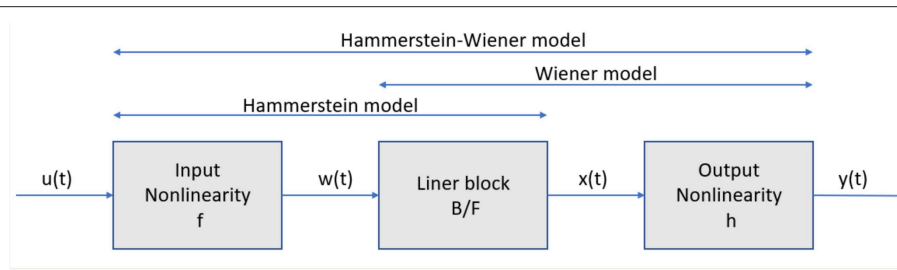 Hammerstein-Wiener model
Wiener model
Hammerstein model
u(t)
Input
Nonlinearity
f
w(t)
Liner block
B/F
x(t)
Output
Nonlinearity
h
y(t)